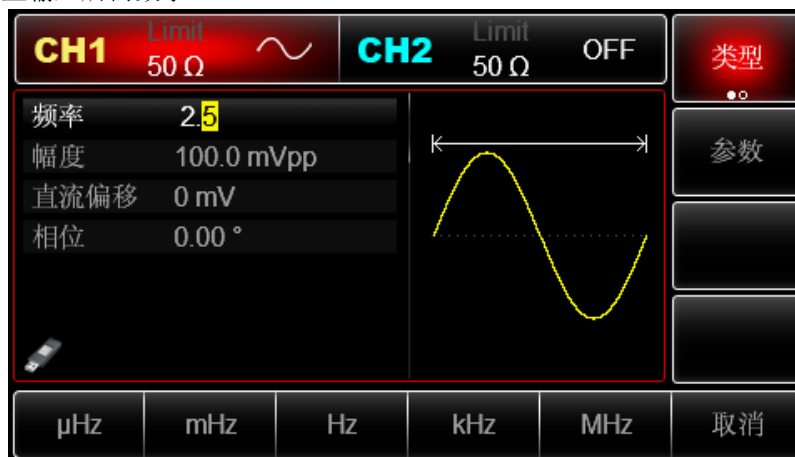 CH1 Limit 50 Ω
CH2 Limit 50 Ω OFF
类型
频率 2.5
幅度 100.0 mVpp
直流偏移 0 mV
相位 0.00 °
参数
µHz mHz Hz kHz MHz 取消